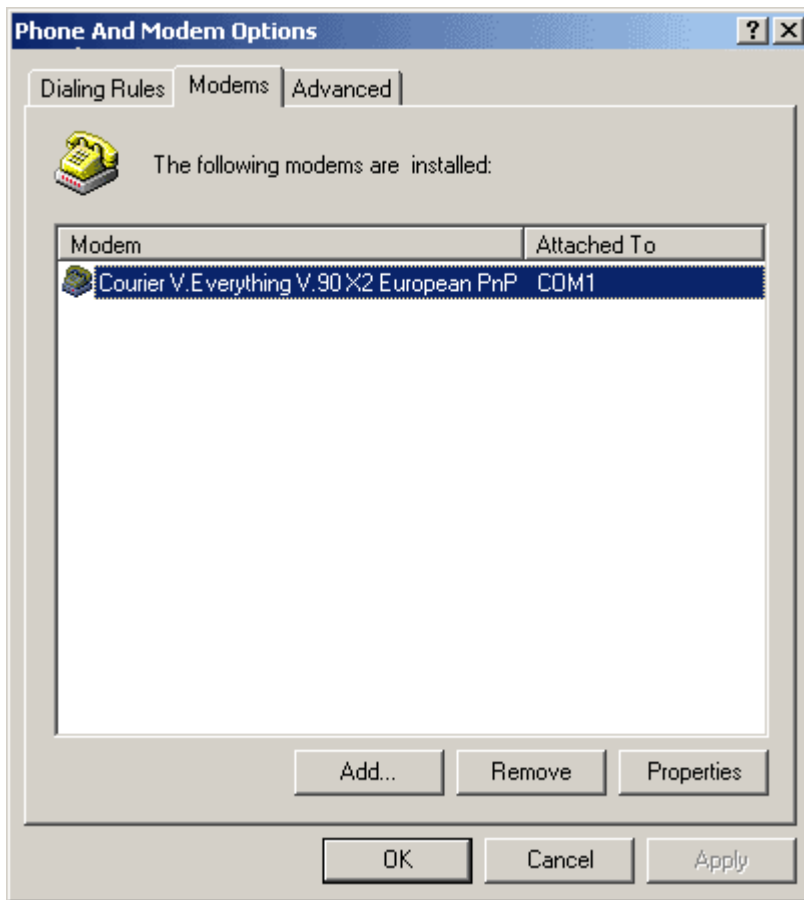 Phone And Modem Options
Dialing Rules Modems Advanced
The following modems are installed:
Modem Attached To
Courier V.Everything V.90 X2 European PnP COM1
Add... Remove Properties
OK Cancel Apply